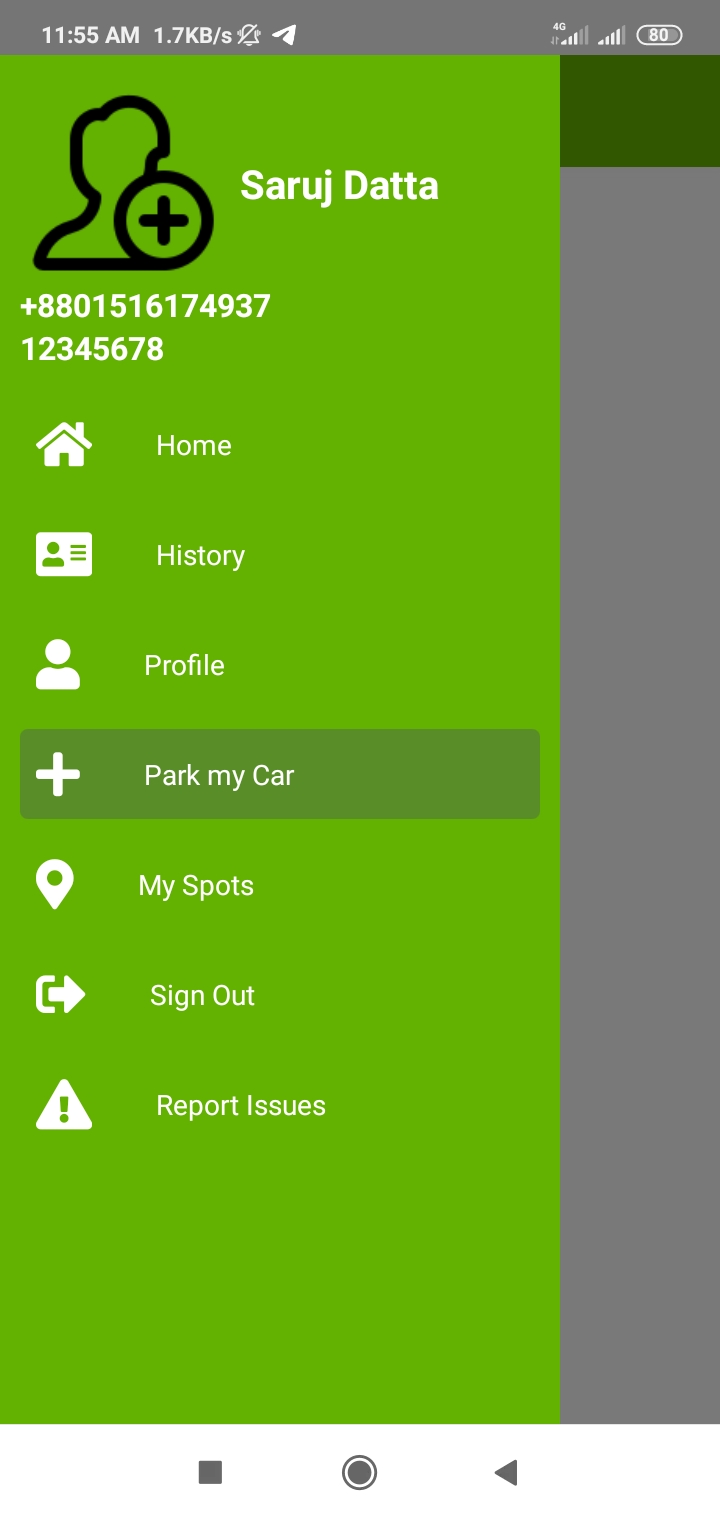 11:55 AM 1.7KB/s 4G 80
Saruj Datta
+8801516174937
12345678
Home
History
Profile
Park my Car
My Spots
Sign Out
Report Issues